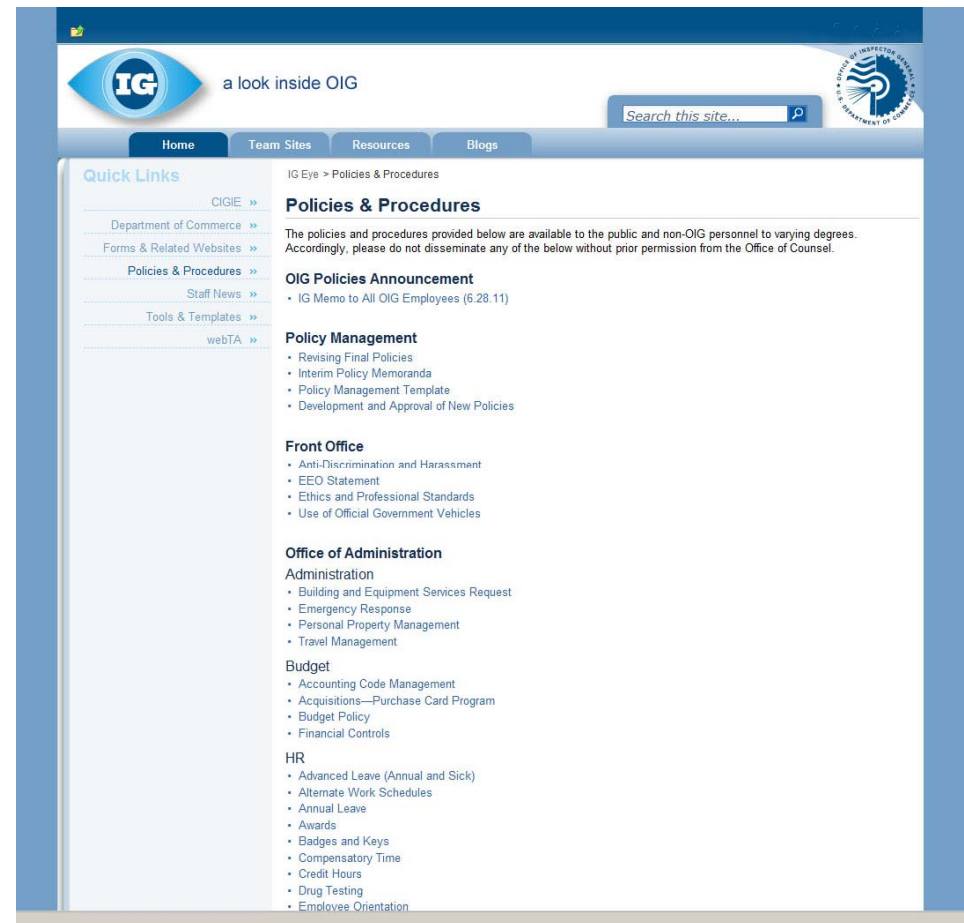 IG
a look inside OIG
OFFICE OF INSPECTOR GENERAL
U.S. DEPARTMENT OF COMMERCE
Search this site...
Home
Team Sites
Resources
Blogs
Quick Links
CIGIE »
Department of Commerce »
Forms & Related Websites »
Policies & Procedures »
Staff News »
Tools & Templates »
webTA »
IG Eye > Policies & Procedures
Policies & Procedures
The policies and procedures provided below are available to the public and non-OIG personnel to varying degrees.
Accordingly, please do not disseminate any of the below without prior permission from the Office of Counsel.
OIG Policies Announcement
• IG Memo to All OIG Employees (6.28.11)
Policy Management
• Revising Final Policies
• Interim Policy Memoranda
• Policy Management Template
• Development and Approval of New Policies
Front Office
• Anti-Discrimination and Harassment
• EEO Statement
• Ethics and Professional Standards
• Use of Official Government Vehicles
Office of Administration
Administration
• Building and Equipment Services Request
• Emergency Response
• Personal Property Management
• Travel Management
Budget
• Accounting Code Management
• Acquisitions—Purchase Card Program
• Budget Policy
• Financial Controls
HR
• Advanced Leave (Annual and Sick)
• Alternate Work Schedules
• Annual Leave
• Awards
• Badges and Keys
• Compensatory Time
• Credit Hours
• Drug Testing
• Employee Orientation